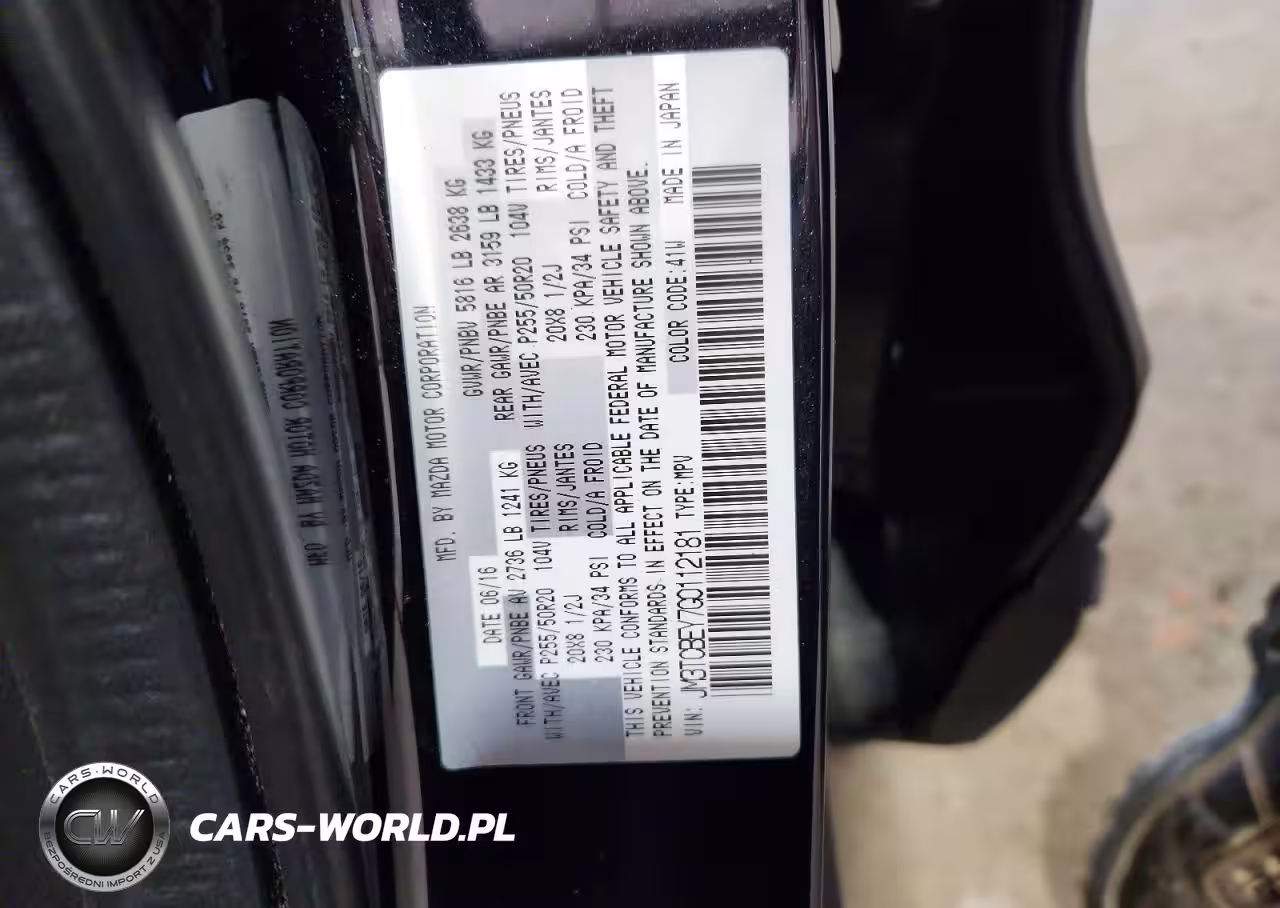 MFD. BY MAZDA MOTOR CORPORATION
DATE 06/16 GVWR/PNBV 5816 LB 2638 KG
FRONT GAWR/PNBE AV 2736 LB 1241 KG REAR GAWR/PNBE AR 3159 LB 1433 KG
WITH/AVEC P255/50R20 104V TIRES/PNEUS WITH/AVEC P255/50R20 104V TIRES/PNEUS
20X8 1/2J RIMS/JANTES 20X8 1/2J RIMS/JANTES
230 KPA/34 PSI COLD/A FROID 230 KPA/34 PSI COLD/A FROID
THIS VEHICLE CONFORMS TO ALL APPLICABLE FEDERAL MOTOR VEHICLE SAFETY AND THEFT
PREVENTION STANDARDS IN EFFECT ON THE DATE OF MANUFACTURE SHOWN ABOVE.
VIN: JM3TCBEY7G0112181 TYPE:MPV COLOR CODE:41W MADE IN JAPAN
MFD BY MAZDA MOTOR CORPORATION
CARS-WORLD
CW
BEZPOŚREDNI IMPORT Z USA
CARS-WORLD.PL